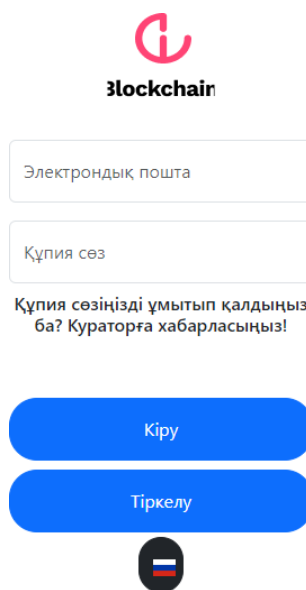 Blockchain
Электрондық пошта
Құпия сөз
Құпия сөзіңізді ұмытып қалдыңыз
ба? Кураторға хабарласыңыз!
Кіру
Тіркелу